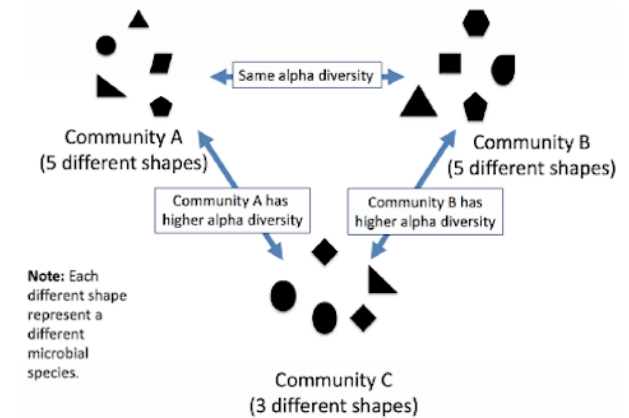 Same alpha diversity
Community A
(5 different shapes)
Community B
(5 different shapes)
Community A has
higher alpha diversity
Community B has
higher alpha diversity
Note: Each
different shape
represent a
different
microbial
species.
Community C
(3 different shapes)